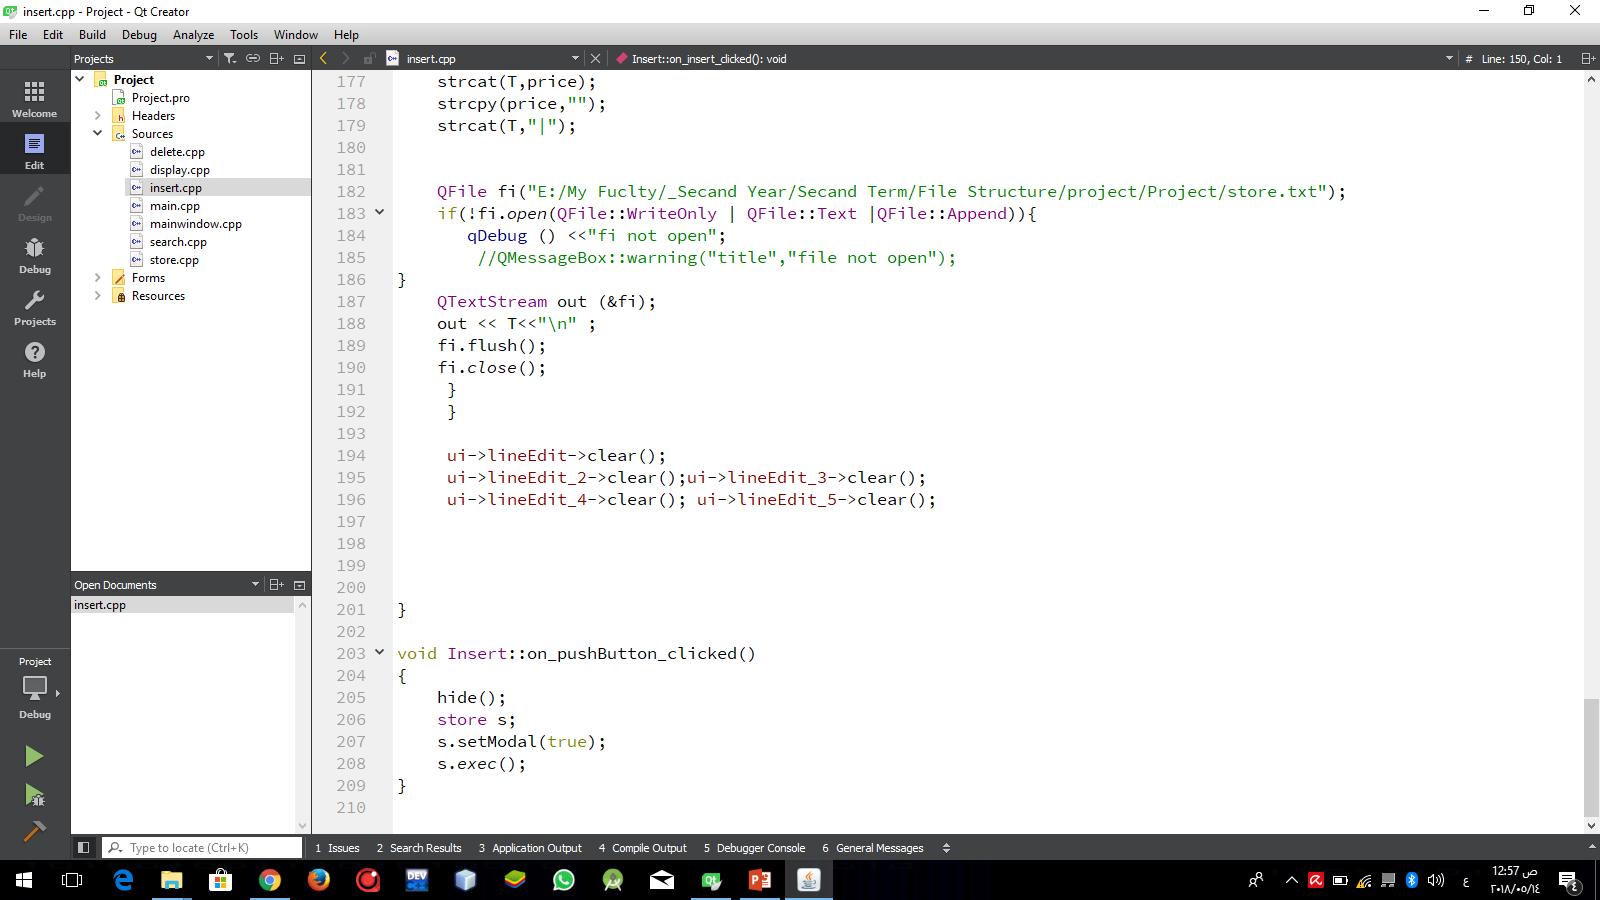 insert.cpp - Project - Qt Creator
File Edit Build Debug Analyze Tools Window Help
Projects
insert.cpp
Insert::on_insert_clicked(): void
# Line: 150, Col: 1
Welcome
Edit
Design
Debug
Projects
Help
Project
Project.pro
Headers
Sources
delete.cpp
display.cpp
insert.cpp
main.cpp
mainwindow.cpp
search.cpp
store.cpp
Forms
Resources
Open Documents
insert.cpp
Project
Debug
177 strcat(T,price);
178 strcpy(price,"");
179 strcat(T,"|");
180
181
182 QFile fi("E:/My Fuclty/_Secand Year/Secand Term/File Structure/project/Project/store.txt");
183 if(!fi.open(QFile::WriteOnly | QFile::Text |QFile::Append)){
184 qDebug () <<"fi not open";
185 //QMessageBox::warning("title","file not open");
186 }
187 QTextStream out (&fi);
188 out << T<<"\n" ;
189 fi.flush();
190 fi.close();
191 }
192 }
193
194 ui->lineEdit->clear();
195 ui->lineEdit_2->clear();ui->lineEdit_3->clear();
196 ui->lineEdit_4->clear(); ui->lineEdit_5->clear();
197
198
199
200
201 }
202
203 void Insert::on_pushButton_clicked()
204 {
205 hide();
206 store s;
207 s.setModal(true);
208 s.exec();
209 }
210
Type to locate (Ctrl+K)
1 Issues 2 Search Results 3 Application Output 4 Compile Output 5 Debugger Console 6 General Messages
DEV
ع
12:57 ص
٢٠١٨/٠٥/١٤
٤